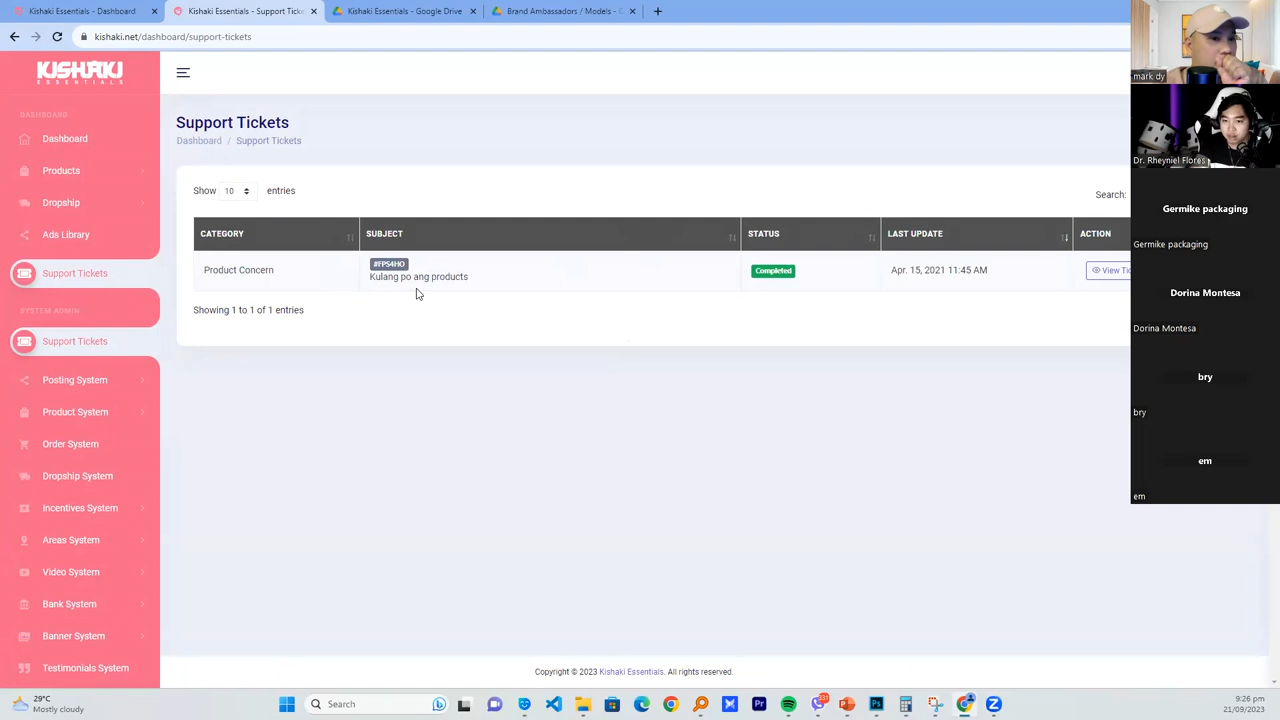 Kishaki Essentials - Dashboard
Kishaki Essentials - Support Ticke
Kishaki Essentials - Google Drive
Brand Ambassadors / Models - G
kishaki.net/dashboard/support-tickets
KISHAKI
ESSENTIALS
DASHBOARD
Dashboard
Products
Dropship
Ads Library
Support Tickets
SYSTEM ADMIN
Support Tickets
Posting System
Product System
Order System
Dropship System
Incentives System
Areas System
Video System
Bank System
Banner System
Testimonials System
Support Tickets
Dashboard / Support Tickets
Show 10 entries
Search:
CATEGORY SUBJECT STATUS LAST UPDATE ACTION
Product Concern #FPS4HO Completed Apr. 15, 2021 11:45 AM View Tic
Kulang po ang products
Showing 1 to 1 of 1 entries
Copyright © 2023 Kishaki Essentials. All rights reserved.
mark dy
Dr. Rheyniel Flores
Germike packaging
Germike packaging
Dorina Montesa
Dorina Montesa
bry
bry
em
em
29°C
Mostly cloudy
Search
9:26 pm
21/09/2023